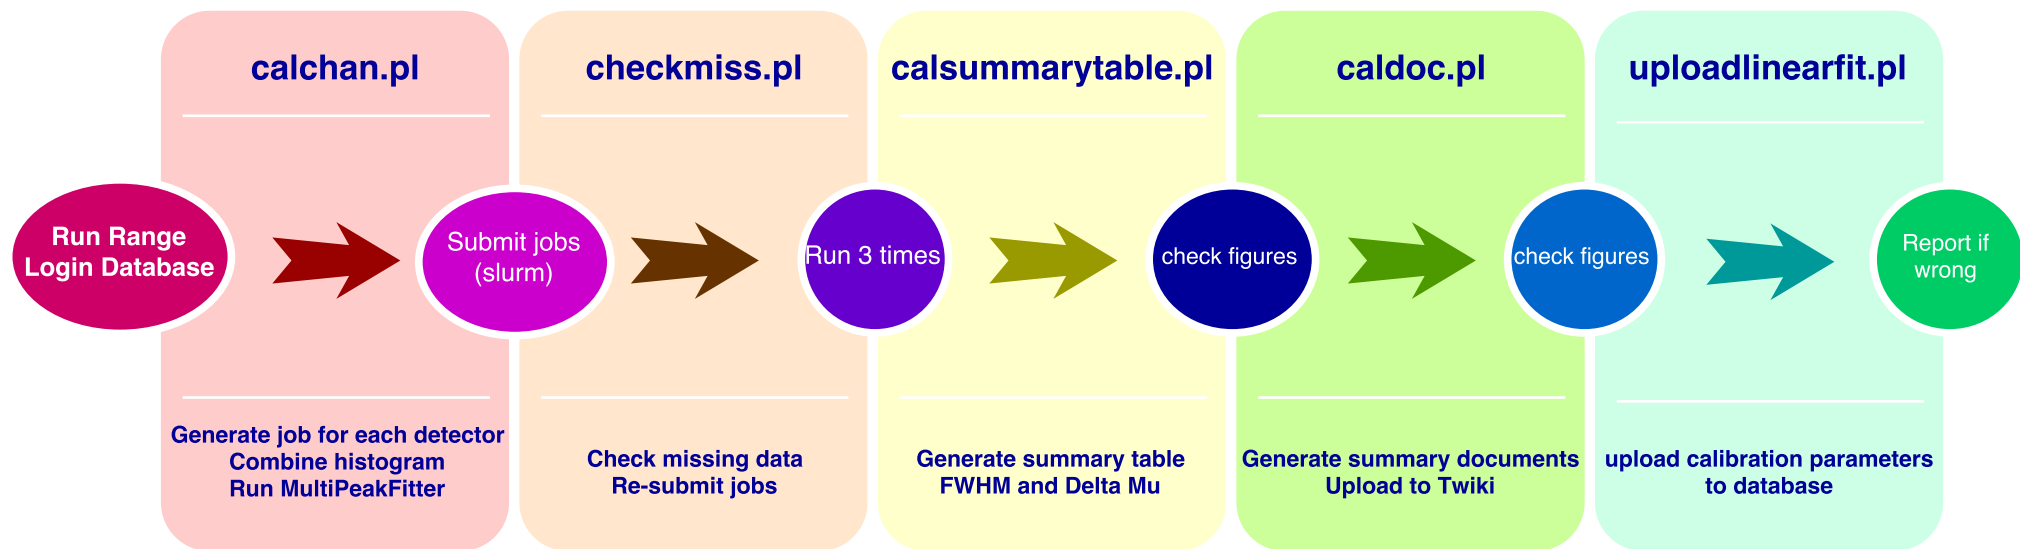 calchan.pl
checkmiss.pl
calsummarytable.pl
caldoc.pl
uploadlinearfit.pl
Run Range
Login Database
Submit jobs
(slurm)
Run 3 times
check figures
check figures
Report if
wrong
Generate job for each detector
Combine histogram
Run MultiPeakFitter
Check missing data
Re-submit jobs
Generate summary table
FWHM and Delta Mu
Generate summary documents
Upload to Twiki
upload calibration parameters
to database